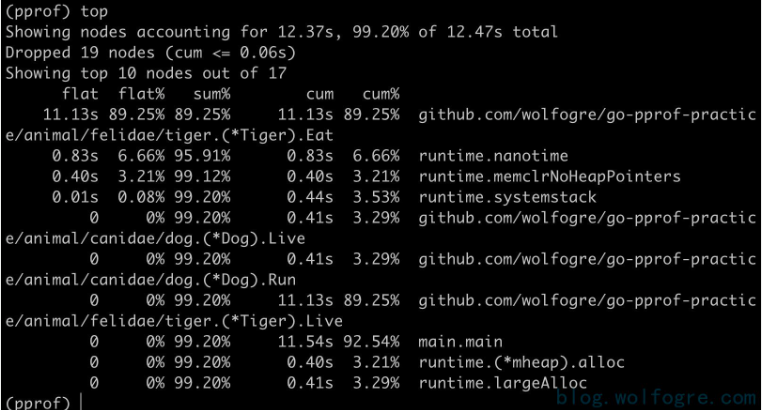 (pprof) top
Showing nodes accounting for 12.37s, 99.20% of 12.47s total
Dropped 19 nodes (cum <= 0.06s)
Showing top 10 nodes out of 17
flat flat% sum% cum cum%
11.13s 89.25% 89.25% 11.13s 89.25% github.com/wolfogre/go-pprof-practic
e/animal/felidae/tiger.(*Tiger).Eat
0.83s 6.66% 95.91% 0.83s 6.66% runtime.nanotime
0.40s 3.21% 99.12% 0.40s 3.21% runtime.memclrNoHeapPointers
0.01s 0.08% 99.20% 0.44s 3.53% runtime.systemstack
0 0% 99.20% 0.41s 3.29% github.com/wolfogre/go-pprof-practic
e/animal/canidae/dog.(*Dog).Live
0 0% 99.20% 0.41s 3.29% github.com/wolfogre/go-pprof-practic
e/animal/canidae/dog.(*Dog).Run
0 0% 99.20% 11.13s 89.25% github.com/wolfogre/go-pprof-practic
e/animal/felidae/tiger.(*Tiger).Live
0 0% 99.20% 11.54s 92.54% main.main
0 0% 99.20% 0.40s 3.21% runtime.(*mheap).alloc
0 0% 99.20% 0.41s 3.29% runtime.largeAlloc
(pprof)
blog.wolfogre.com